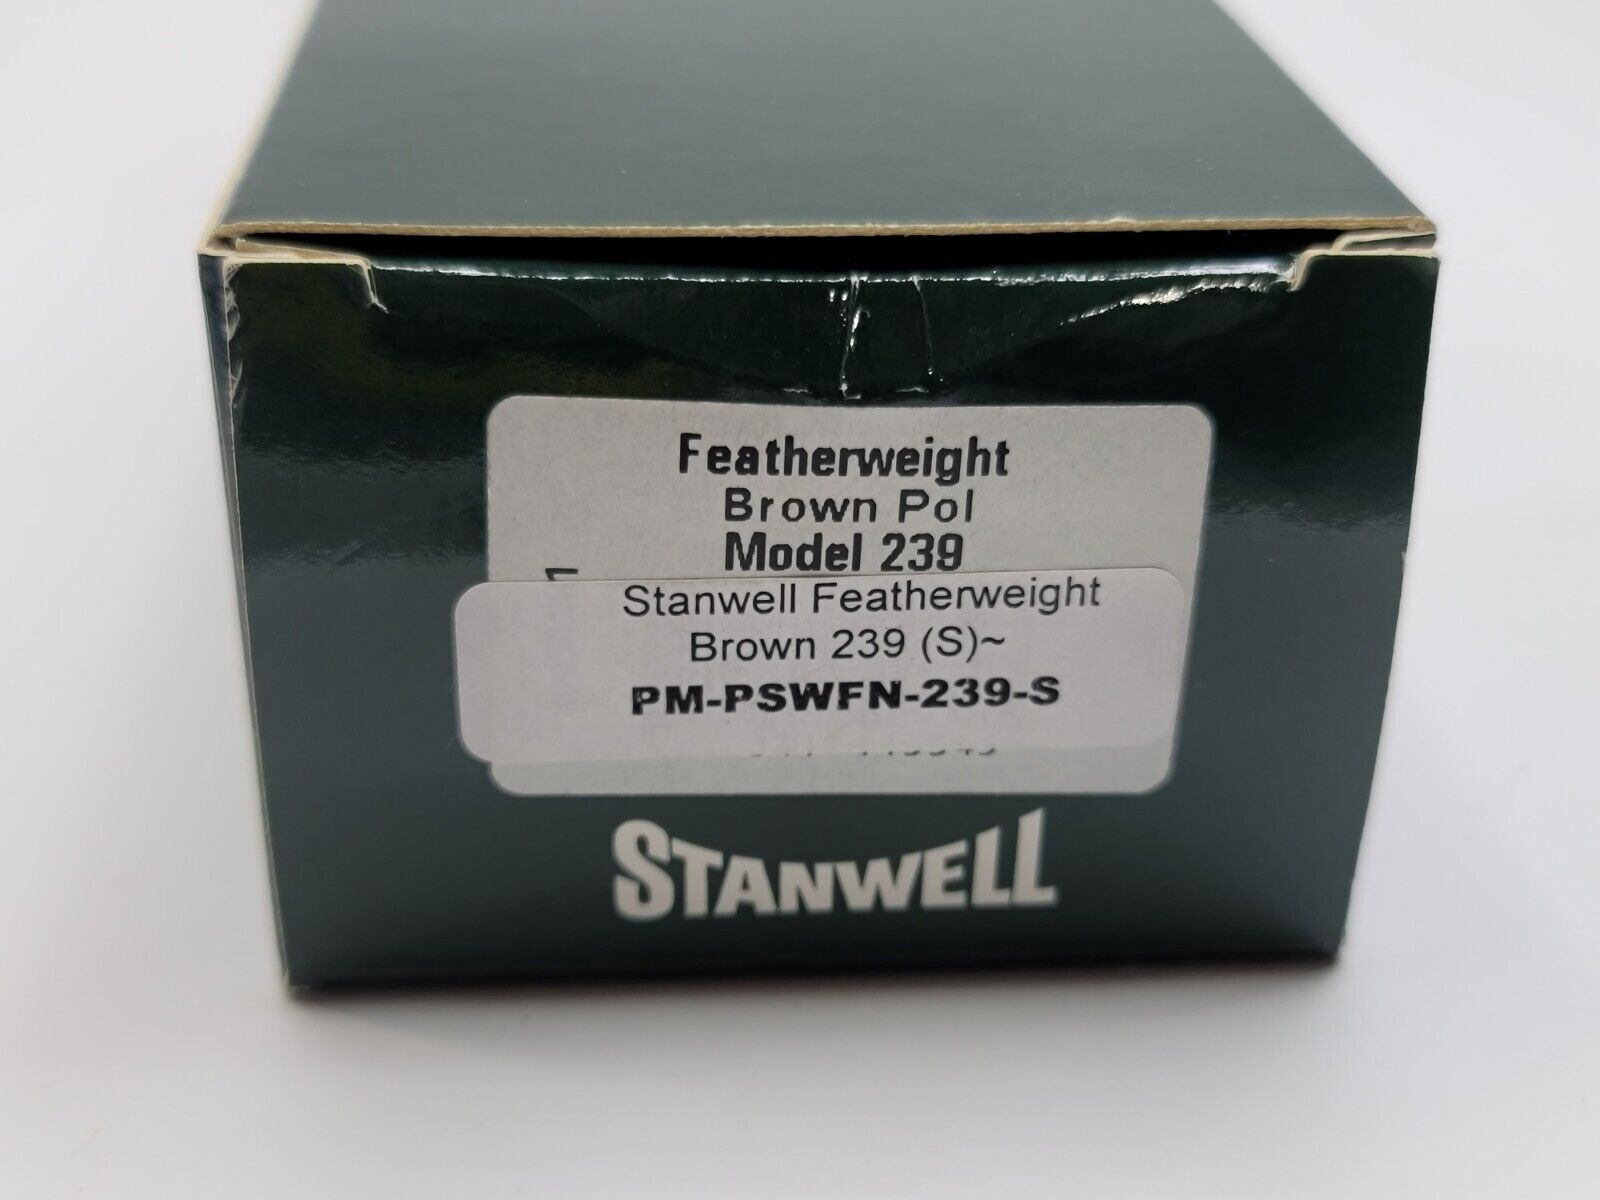 Featherweight
Brown Pol
Model 239
Stanwell Featherweight
Brown 239 (S)~
PM-PSWFN-239-S
STANWELL